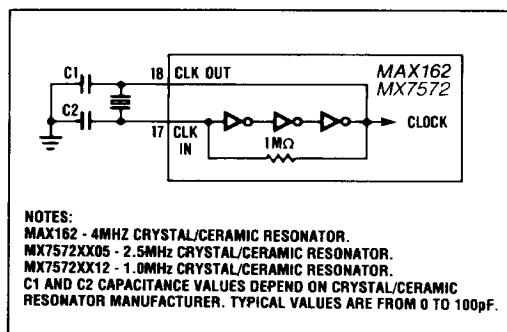 C1
18 CLK OUT
MAX162
MX7572
C2
17 CLK
IN
1MΩ
CLOCK
NOTES:
MAX162 - 4MHZ CRYSTAL/CERAMIC RESONATOR.
MX7572XX05 - 2.5MHz CRYSTAL/CERAMIC RESONATOR.
MX7572XX12 - 1.0MHz CRYSTAL/CERAMIC RESONATOR.
C1 AND C2 CAPACITANCE VALUES DEPEND ON CRYSTAL/CERAMIC
RESONATOR MANUFACTURER. TYPICAL VALUES ARE FROM 0 TO 100pF.